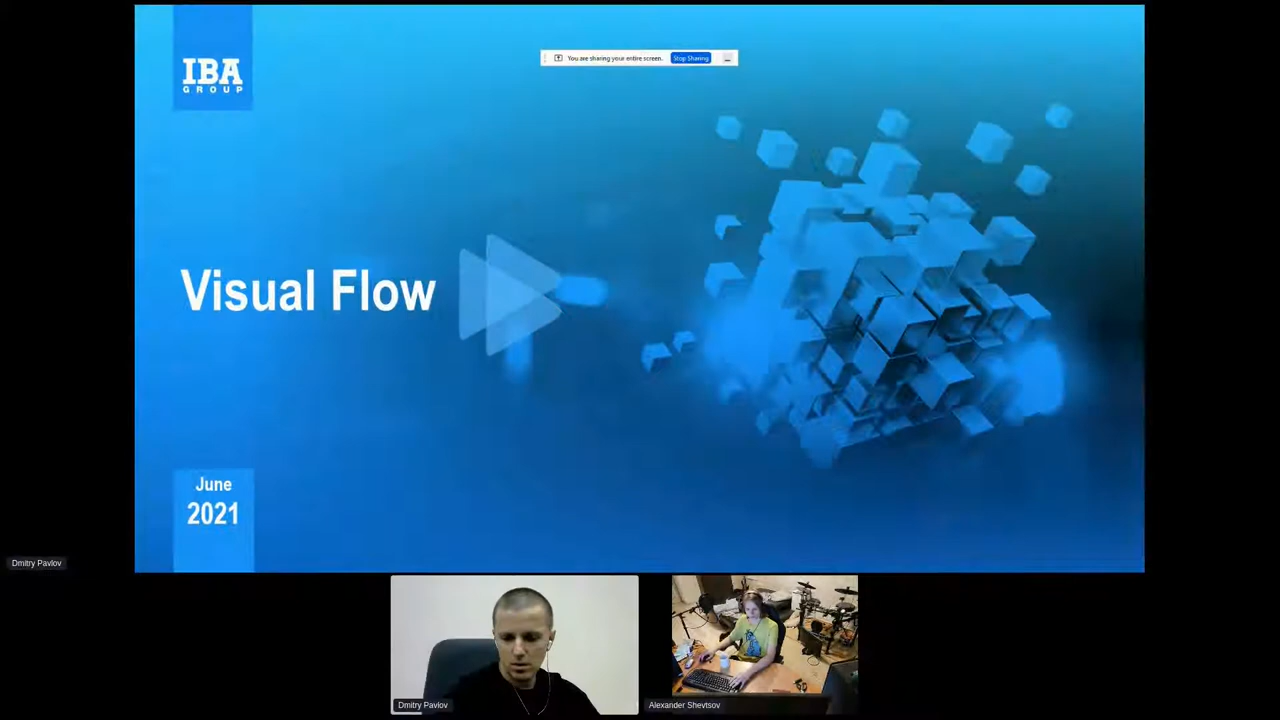 IBA
GROUP
You are sharing your entire screen.
Stop Sharing
Visual Flow
June
2021
Dmitry Pavlov
Dmitry Pavlov
Alexander Shevtsov